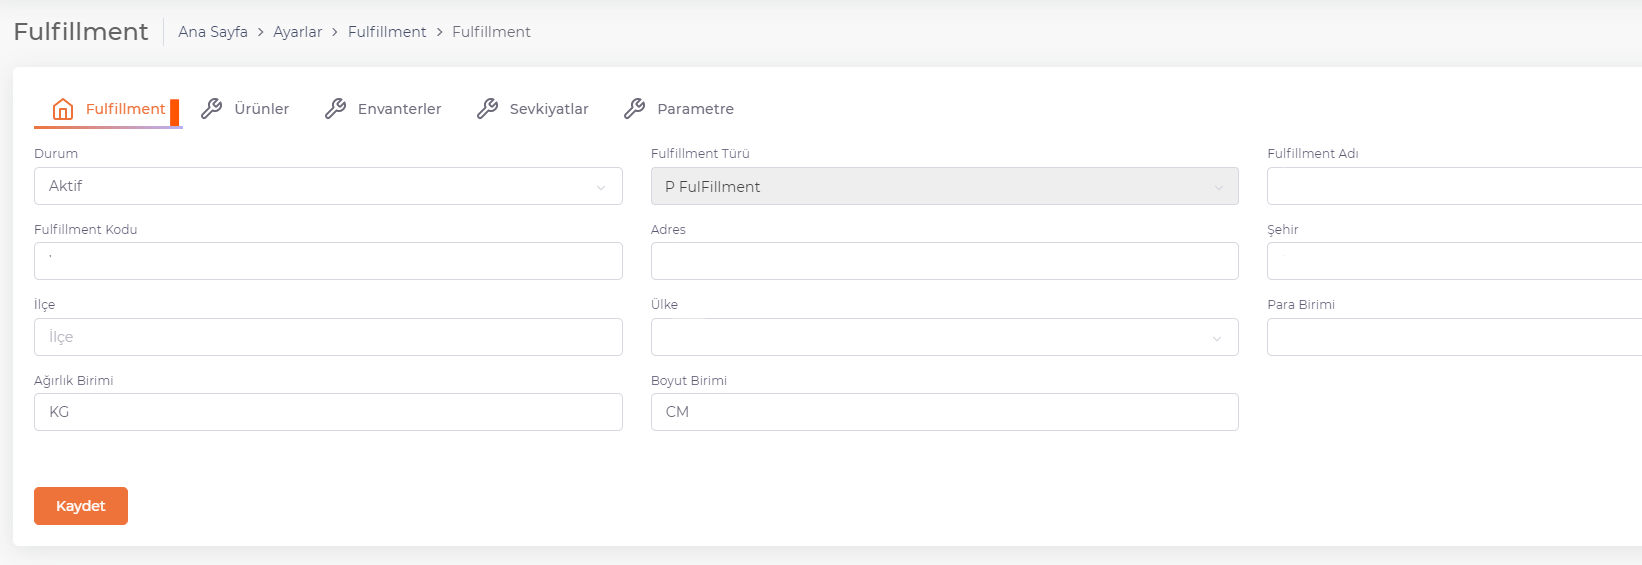 Fulfillment Ana Sayfa > Ayarlar > Fulfillment > Fulfillment
Fulfillment Ürünler Envanterler Sevkiyatlar Parametre
Durum Fulfillment Türü Fulfillment Adı
Aktif P FulFillment
Fulfillment Kodu Adres Şehir
İlçe Ülke Para Birimi
İlçe
Ağırlık Birimi Boyut Birimi
KG CM
Kaydet